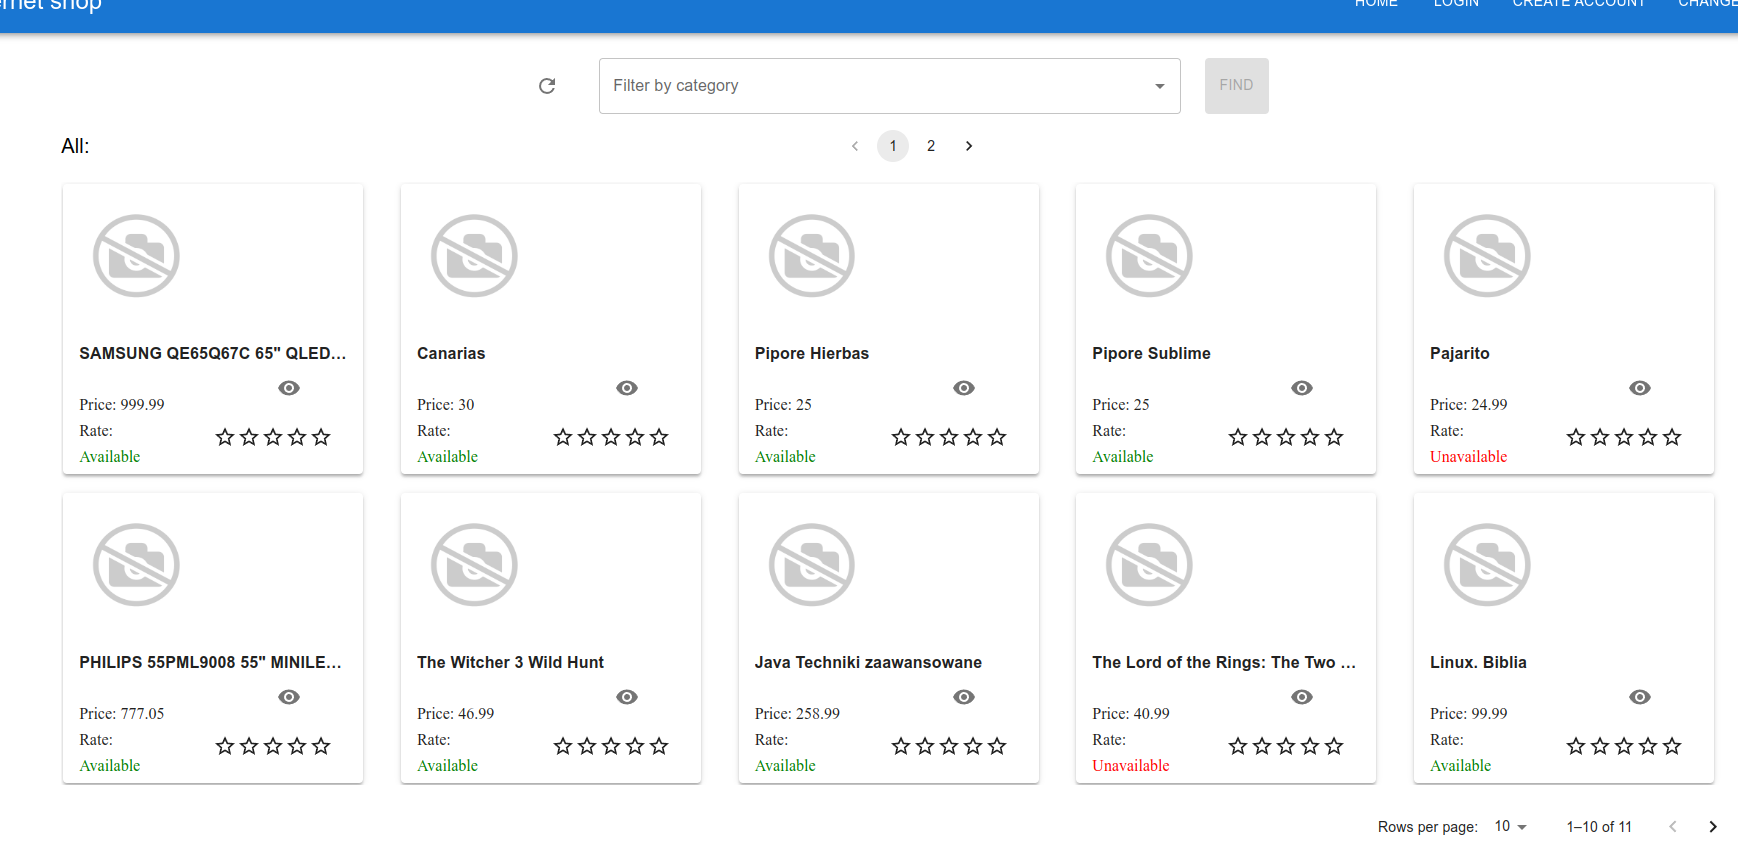 shop
HOME LOGIN CREATE ACCOUNT
Filter by category
FIND
All:
1 2
SAMSUNG QE65Q67C 65" QLED...
Price: 999.99
Rate:
Available
Canarias
Price: 30
Rate:
Available
Pipore Hierbas
Price: 25
Rate:
Available
Pipore Sublime
Price: 25
Rate:
Available
Pajarito
Price: 24.99
Rate:
Unavailable
PHILIPS 55PML9008 55" MINILE...
Price: 777.05
Rate:
Available
The Witcher 3 Wild Hunt
Price: 46.99
Rate:
Available
Java Techniki zaawansowane
Price: 258.99
Rate:
Available
The Lord of the Rings: The Two ...
Price: 40.99
Rate:
Unavailable
Linux. Biblia
Price: 99.99
Rate:
Available
Rows per page: 10 1–10 of 11